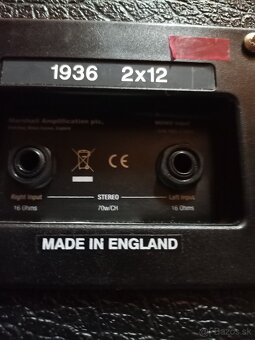 1936 2x12
Marshall Amplification plc.
Right Input
STEREO
Left Input
16 Ohms
70w/CH
16 Ohms
MADE IN ENGLAND